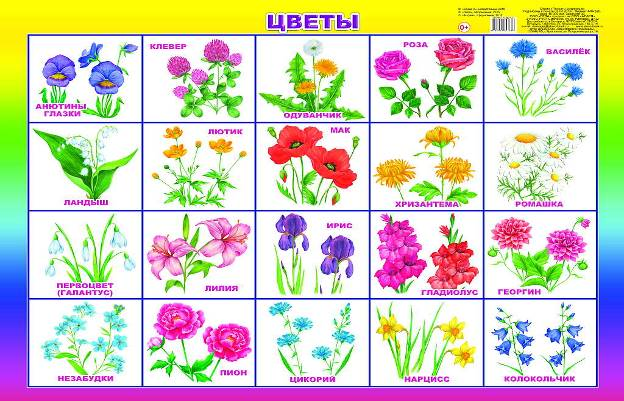 ЦВЕТЫ
0+
АНЮТИНЫ
ГЛАЗКИ
КЛЕВЕР
ОДУВАНЧИК
РОЗА
ВАСИЛЁК
ЛАНДЫШ
ЛЮТИК
МАК
ХРИЗАНТЕМА
РОМАШКА
ПЕРВОЦВЕТ
(ГАЛАНТУС)
ЛИЛИЯ
ИРИС
ГЛАДИОЛУС
ГЕОРГИН
НЕЗАБУДКИ
ПИОН
ЦИКОРИЙ
НАРЦИСС
КОЛОКОЛЬЧИК